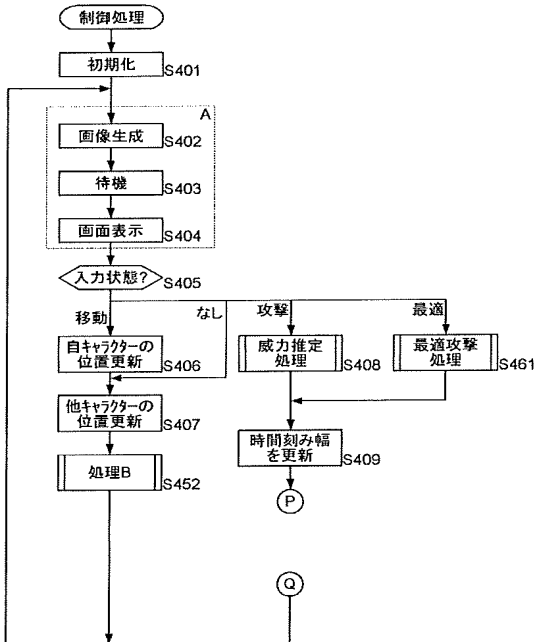 制御処理
初期化
S401
A
画像生成
S402
待機
S403
画面表示
S404
入力状態?
S405
移動
なし
攻撃
最適
自キャラクターの
位置更新
S406
威力推定
処理
S408
最適攻撃
処理
S461
他キャラクターの
位置更新
S407
時間刻み幅
を更新
S409
処理B
S452
P
Q